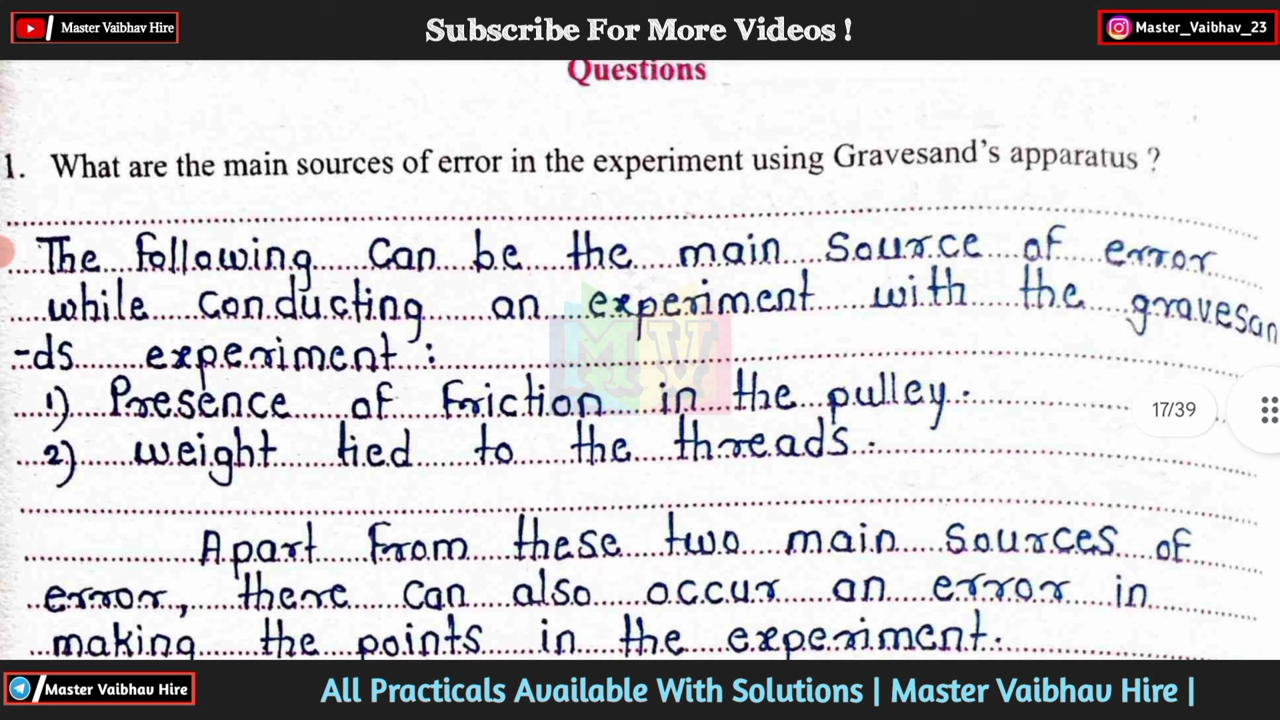 Master Vaibhav Hire
Subscribe For More Videos !
Master_Vaibhav_23
Questions
1. What are the main sources of error in the experiment using Gravesand's apparatus ?
The following can be the main source of error
while conducting an experiment with the gravesan
-ds experiment :
1) Presence of friction in the pulley.
2) weight tied to the threads.
MV
17/39
Apart from these two main sources of
error, there can also occur an error in
making the points in the experiment.
Master Vaibhav Hire
All Practicals Available With Solutions | Master Vaibhav Hire |